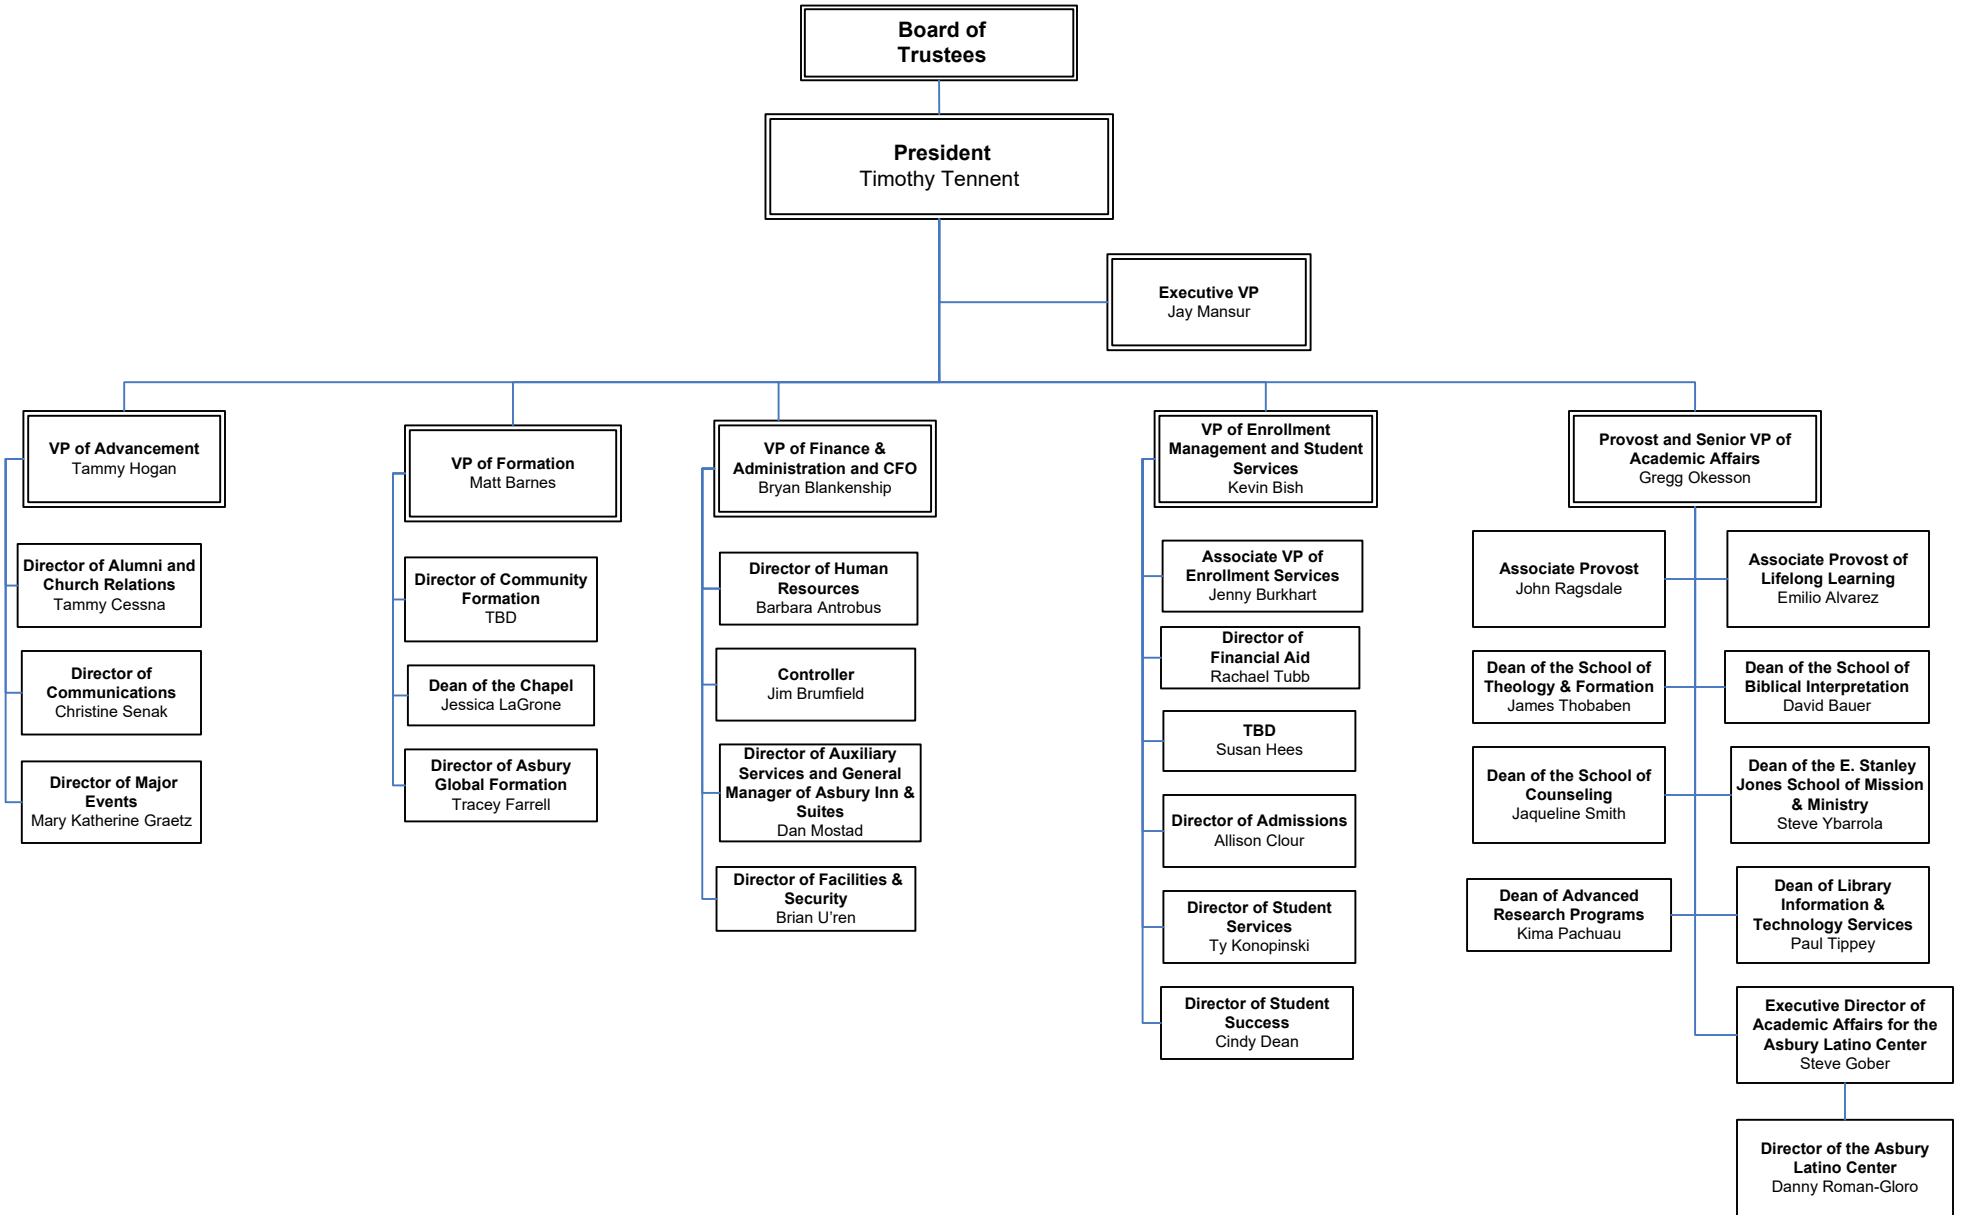 Board of
Trustees
President
Timothy Tennent
Executive VP
Jay Mansur
VP of Advancement
Tammy Hogan
Director of Alumni and
Church Relations
Tammy Cessna
Director of
Communications
Christine Senak
Director of Major
Events
Mary Katherine Graetz
VP of Formation
Matt Barnes
Director of Community
Formation
TBD
Dean of the Chapel
Jessica LaGrone
Director of Asbury
Global Formation
Tracey Farrell
VP of Finance &
Administration and CFO
Bryan Blankenship
Director of Human
Resources
Barbara Antrobus
Controller
Jim Brumfield
Director of Auxiliary
Services and General
Manager of Asbury Inn &
Suites
Dan Mostad
Director of Facilities &
Security
Brian U’ren
VP of Enrollment
Management and Student
Services
Kevin Bish
Associate VP of
Enrollment Services
Jenny Burkhart
Director of
Financial Aid
Rachael Tubb
TBD
Susan Hees
Director of Admissions
Allison Clour
Director of Student
Services
Ty Konopinski
Director of Student
Success
Cindy Dean
Provost and Senior VP of
Academic Affairs
Gregg Okesson
Associate Provost
John Ragsdale
Associate Provost of
Lifelong Learning
Emilio Alvarez
Dean of the School of
Theology & Formation
James Thobaben
Dean of the School of
Biblical Interpretation
David Bauer
Dean of the School of
Counseling
Jaqueline Smith
Dean of the E. Stanley
Jones School of Mission
& Ministry
Steve Ybarrola
Dean of Advanced
Research Programs
Kima Pachuau
Dean of Library
Information &
Technology Services
Paul Tippey
Executive Director of
Academic Affairs for the
Asbury Latino Center
Steve Gober
Director of the Asbury
Latino Center
Danny Roman-Gloro